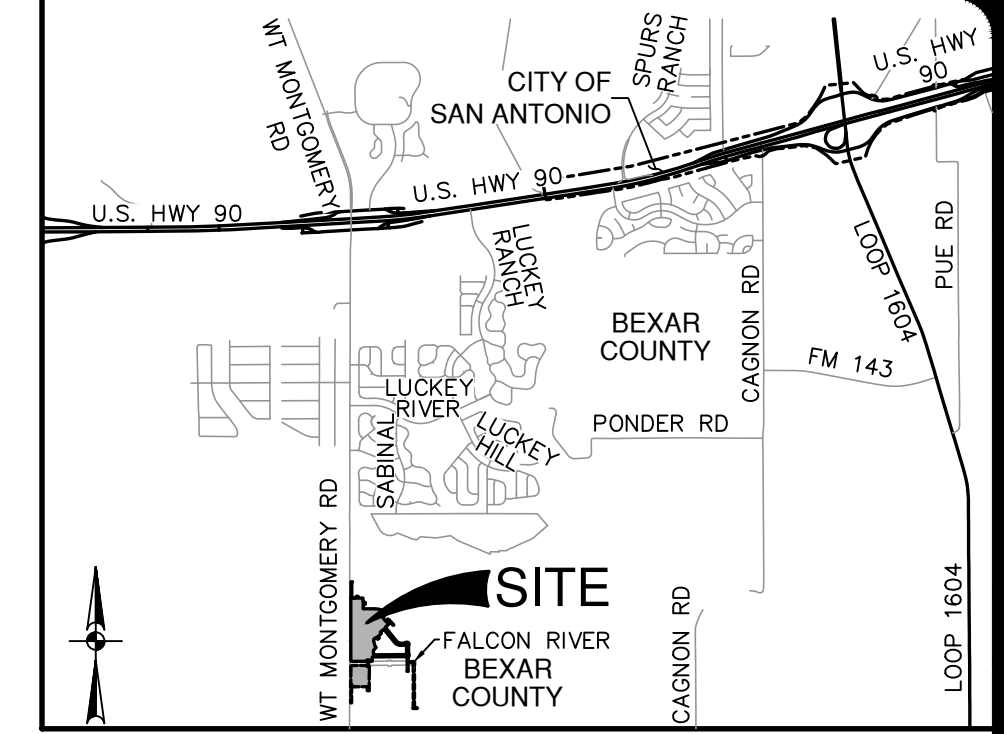 WT MONTGOMERY
RD
SPURS
RANCH
U.S. HWY
90
CITY OF
SAN ANTONIO
U.S. HWY 90
U.S. HWY 90
LUCKEY
RANCH
LOOP 1604
PUE RD
BEXAR
COUNTY
CAGNON RD
FM 143
LUCKEY
RIVER
PONDER RD
LUCKEY
HILL
SABINAL
WT MONTGOMERY RD
SITE
FALCON RIVER
BEXAR
COUNTY
CAGNON RD
LOOP 1604